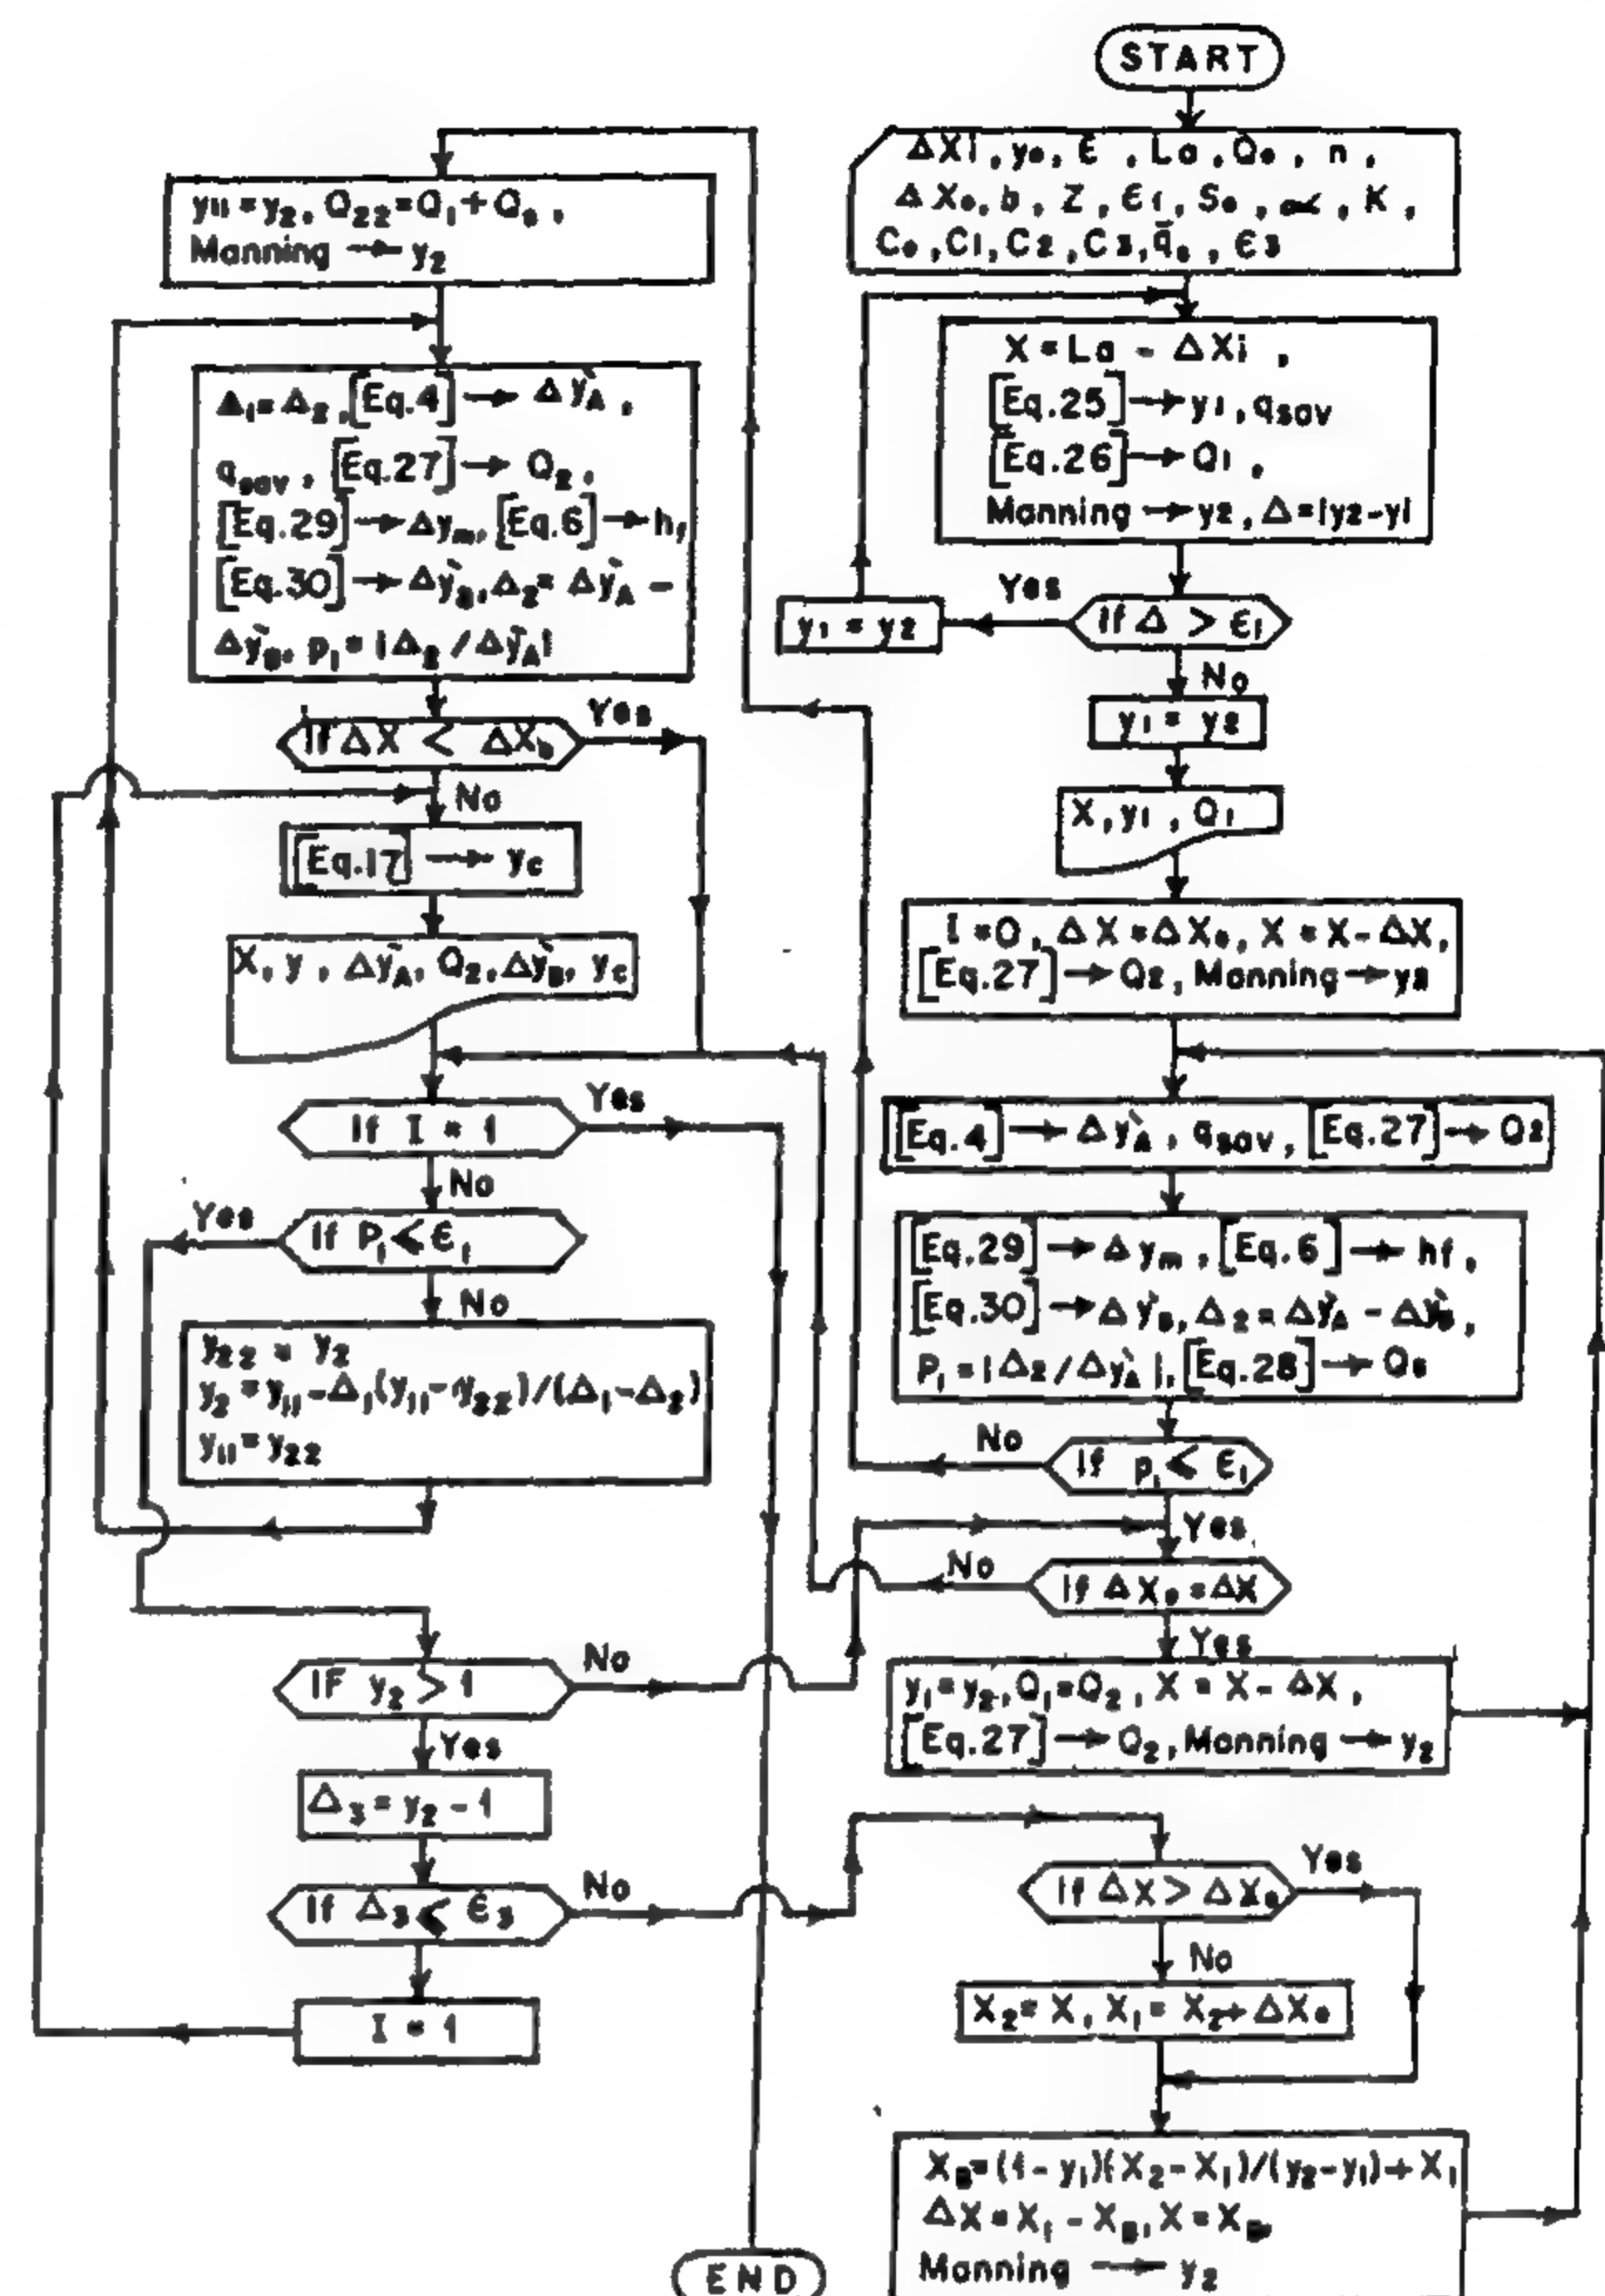 START
ΔXi, y₀, Ē, La, Q₀, n,
ΔX₀, b, Z, ϵ₁, S₀, α, K,
C₀, C1, C2, C3, q̄ₛ, ϵ3
X = La - ΔXi ,
[Eq.25] → y1, qsav
[Eq.26] → Q1 ,
Manning → y2, Δ=|y2-y|
If Δ > ϵ₁
Yes
y1 = y2
No
y1 = y2
X, y1, Q1
I = 0, ΔX = ΔX₀, X = X - ΔX,
[Eq.27] → Q2, Manning → y2
[Eq.4] → Δy`A, qsav, [Eq.27] → Q2
[Eq.29] → Δym, [Eq.6] → hf,
[Eq.30] → Δy`B, Δ2 = Δy`A - Δy`B,
P₁ = |Δ2/Δy`A|, [Eq.28] → Qs
No
If p₁ ≤ ϵ₁
Yes
No
If ΔX₀ = ΔX
Yes
y₁ = y₂, Q₁ = Q₂, X = X - ΔX,
[Eq.27] → Q₂, Manning → y₂
If ΔX > ΔX₀
Yes
No
X₂ = X, X₁ = X₂ + ΔX₀
XB = (1 - y₁)(X₂ - X₁)/(y₂ - y₁) + X₁
ΔX = X₁ - XB, X = XB,
Manning → y₂
y₁₁ = y₂, Q₂₂ = Q₁ + Qs,
Manning → y₂
Δ₁ = Δ₂, [Eq.4] → Δy`A,
qsav, [Eq.27] → Q₂,
[Eq.29] → Δym, [Eq.6] → hf
[Eq.30] → Δy`B, Δ₂ = Δy`A -
Δy`B, p₁ = |Δ₂/Δy`A|
If ΔX < ΔX₀
Yes
No
[Eq.17] → yc
X, y, Δy`A, Q₂, Δy`B, yc
If I = 1
Yes
No
Yes
If P₁ ≤ ϵ₁
No
y₂₂ = y₂
y₂ = y₁₁ - Δ₁(y₁₁ - y₂₂)/(Δ₁ - Δ₂)
y₁₁ = y₂₂
IF y₂ > 1
No
Yes
Δ₃ = y₂ - 1
If Δ₃ ≤ ϵ₃
No
I = 1
END